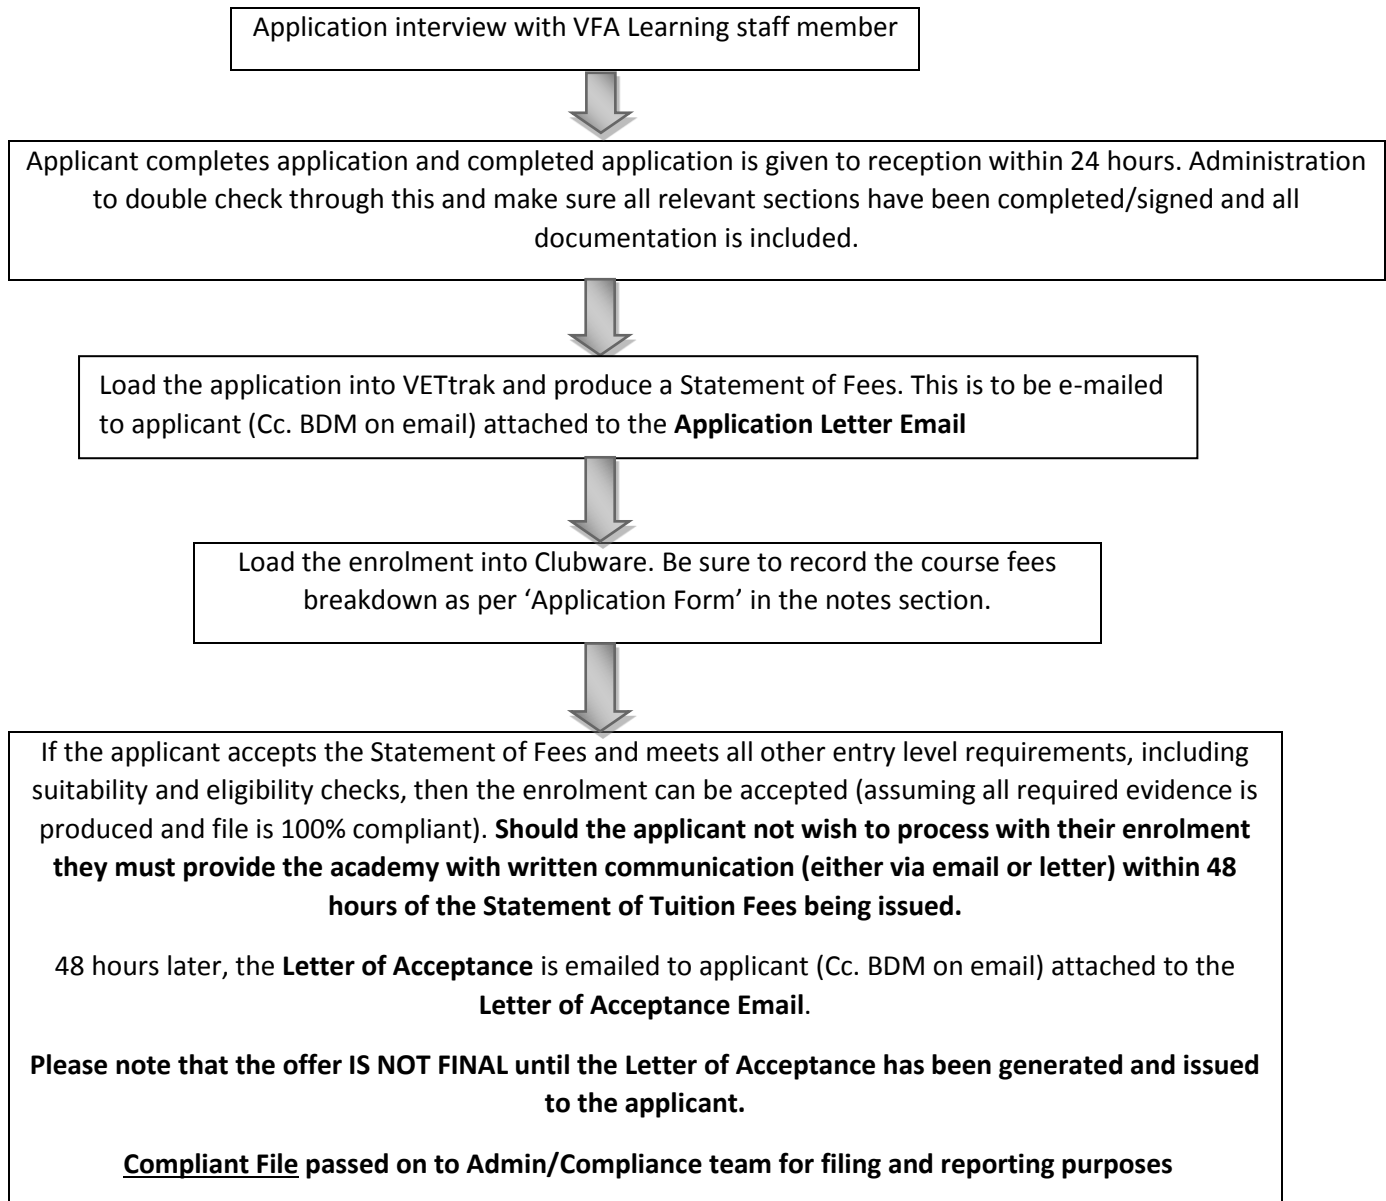 Application interview with VFA Learning staff member
Applicant completes application and completed application is given to reception within 24 hours. Administration
to double check through this and make sure all relevant sections have been completed/signed and all
documentation is included.
Load the application into VETtrak and produce a Statement of Fees. This is to be e-mailed
to applicant (Cc. BDM on email) attached to the Application Letter Email
Load the enrolment into Clubware. Be sure to record the course fees
breakdown as per ‘Application Form’ in the notes section.
If the applicant accepts the Statement of Fees and meets all other entry level requirements, including
suitability and eligibility checks, then the enrolment can be accepted (assuming all required evidence is
produced and file is 100% compliant). Should the applicant not wish to process with their enrolment
they must provide the academy with written communication (either via email or letter) within 48
hours of the Statement of Tuition Fees being issued.
48 hours later, the Letter of Acceptance is emailed to applicant (Cc. BDM on email) attached to the
Letter of Acceptance Email.
Please note that the offer IS NOT FINAL until the Letter of Acceptance has been generated and issued
to the applicant.
Compliant File passed on to Admin/Compliance team for filing and reporting purposes